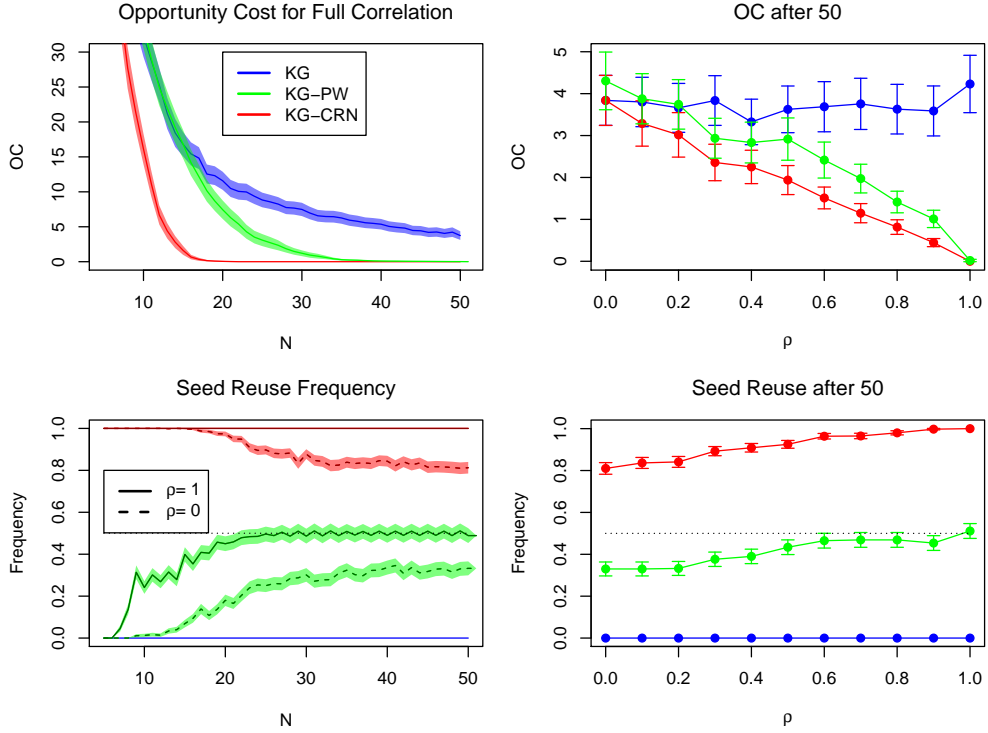 Opportunity Cost for Full Correlation
OC
30
25
20
15
10
5
0
KG
KG-PW
KG-CRN
10 20 30 40 50
N
OC after 50
OC
5
4
3
2
1
0
0.0 0.2 0.4 0.6 0.8 1.0
ρ
Seed Reuse Frequency
Frequency
1.0
0.8
0.6
0.4
0.2
0.0
ρ= 1
ρ= 0
10 20 30 40 50
N
Seed Reuse after 50
Frequency
1.0
0.8
0.6
0.4
0.2
0.0
0.0 0.2 0.4 0.6 0.8 1.0
ρ